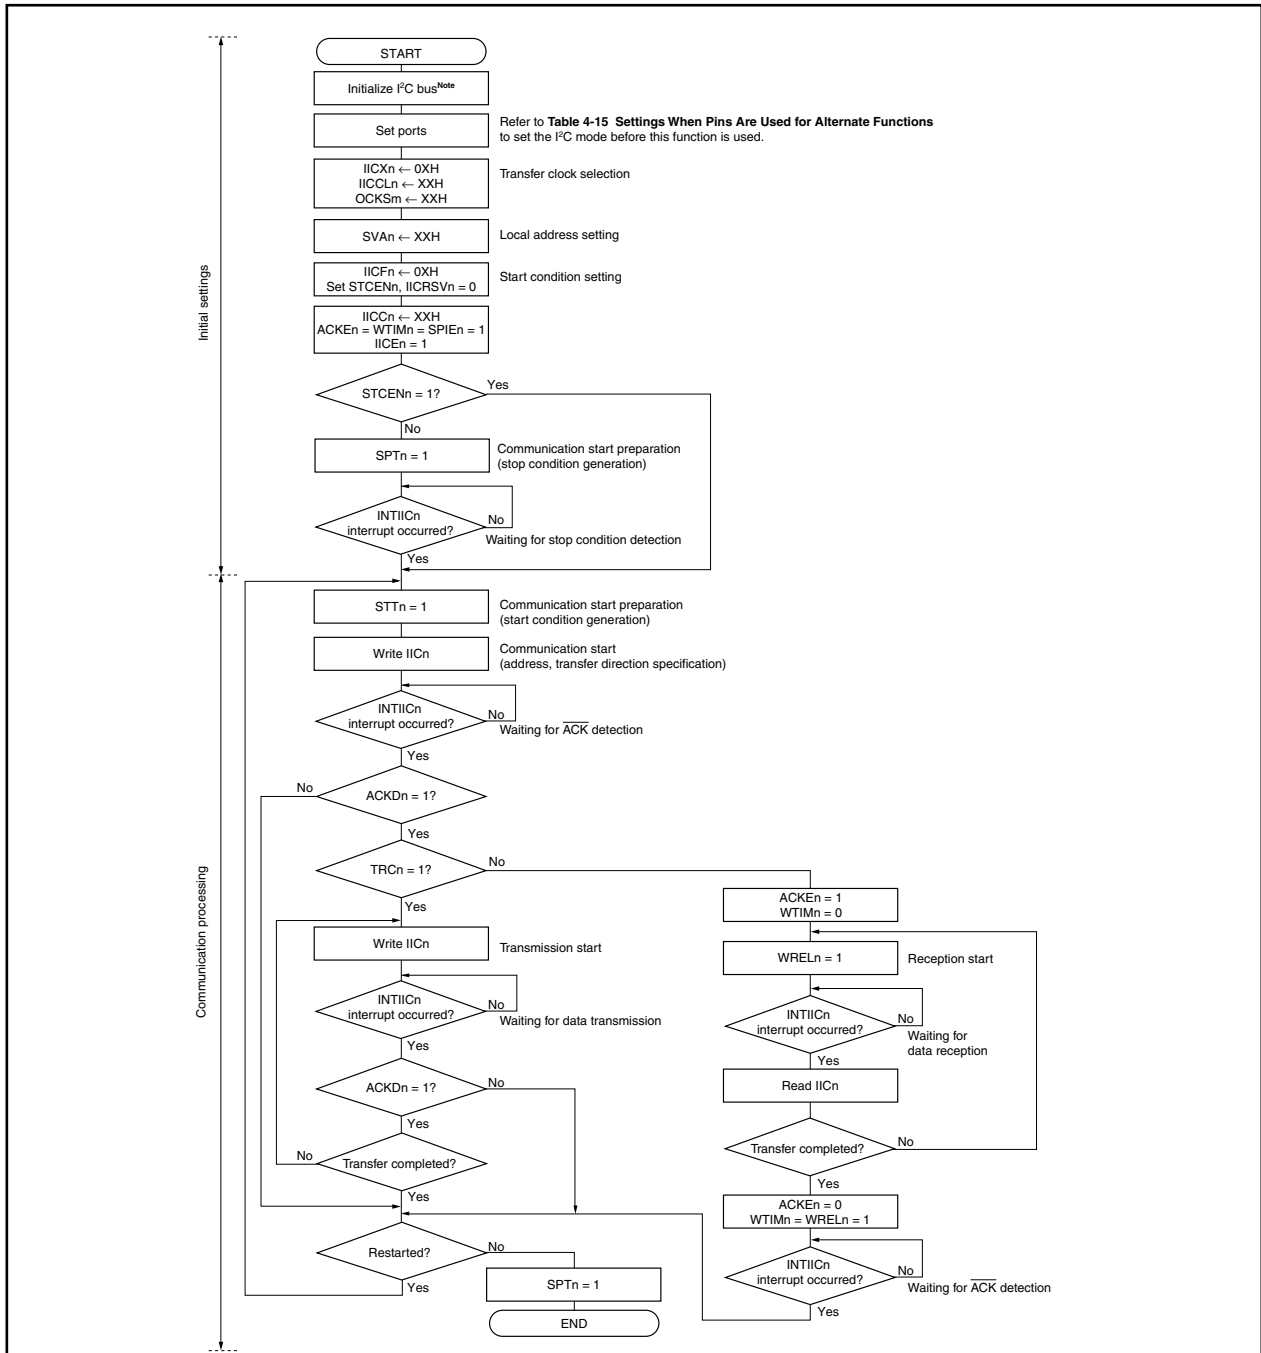 START
Initialize I²C bus^Note
Set ports
Refer to Table 4-15 Settings When Pins Are Used for Alternate Functions
to set the I²C mode before this function is used.
IICXn ← 0XH
IICCLn ← XXH
OCKSm ← XXH
Transfer clock selection
SVAn ← XXH
Local address setting
IICFn ← 0XH
Set STCENn, IICRSVn = 0
Start condition setting
IICCn ← XXH
ACKEn = WTIMn = SPIEn = 1
IICEn = 1
Initial settings
STCENn = 1?
Yes
No
SPTn = 1
Communication start preparation
(stop condition generation)
INTIICn
interrupt occurred?
No
Waiting for stop condition detection
Yes
STTn = 1
Communication start preparation
(start condition generation)
Write IICn
Communication start
(address, transfer direction specification)
INTIICn
interrupt occurred?
No
Waiting for A̅C̅K̅ detection
Yes
No
ACKDn = 1?
Yes
TRCn = 1?
No
Yes
Communication processing
Write IICn
Transmission start
INTIICn
interrupt occurred?
No
Waiting for data transmission
Yes
ACKDn = 1?
No
Yes
No
Transfer completed?
Yes
Restarted?
No
Yes
SPTn = 1
END
ACKEn = 1
WTIMn = 0
WRELn = 1
Reception start
INTIICn
interrupt occurred?
No
Waiting for
data reception
Yes
Read IICn
Transfer completed?
No
Yes
ACKEn = 0
WTIMn = WRELn = 1
INTIICn
interrupt occurred?
No
Waiting for A̅C̅K̅ detection
Yes